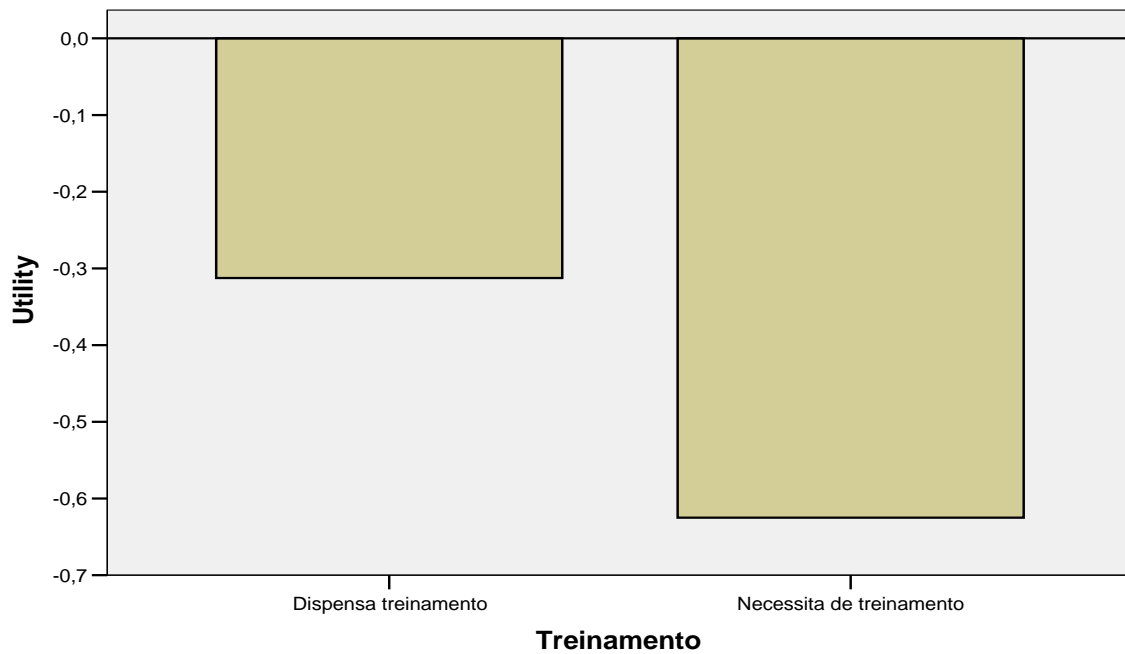 0,0
-0,1
-0,2
-0,3
-0,4
-0,5
-0,6
-0,7
Utility
Dispensa treinamento
Necessita de treinamento
Treinamento